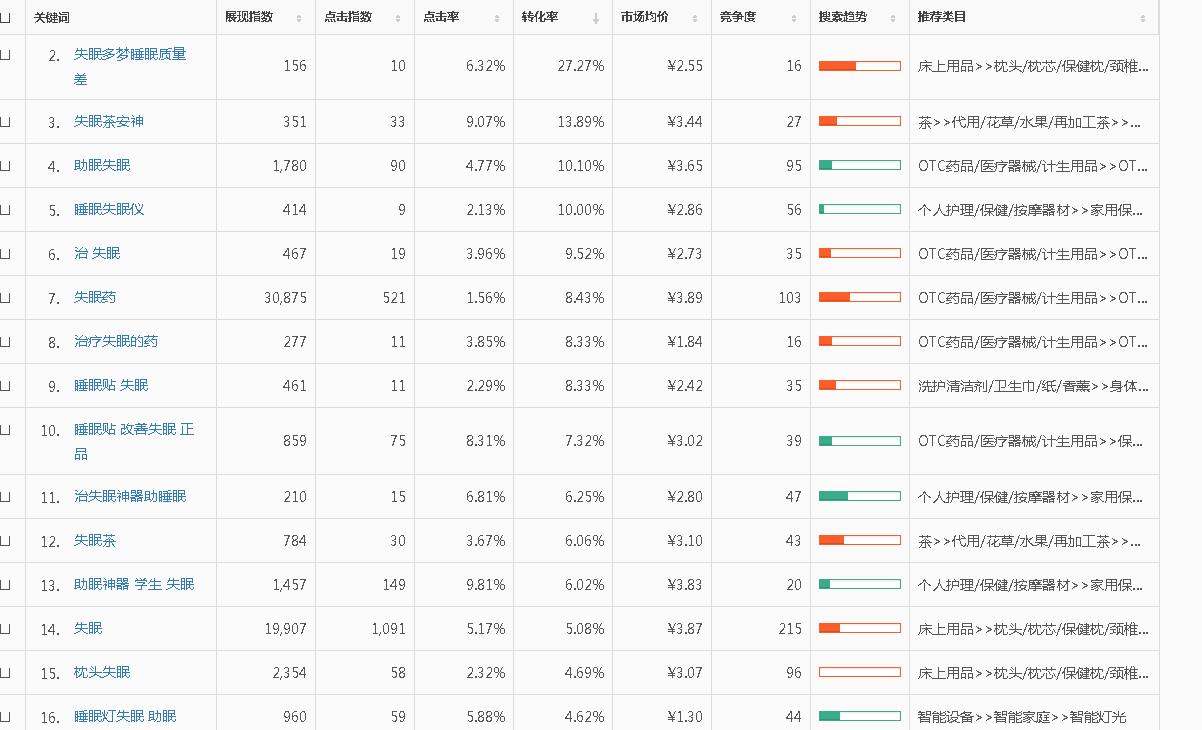 关键词 展现指数 点击指数 点击率 转化率 市场均价 竞争度 搜索趋势 推荐类目
2. 失眠多梦睡眠质量 156 10 6.32% 27.27% ¥2.55 16 床上用品>>枕头/枕芯/保健枕/颈椎...
差
3. 失眠茶安神 351 33 9.07% 13.89% ¥3.44 27 茶>>代用/花草/水果/再加工茶>>...
4. 助眠失眠 1,780 90 4.77% 10.10% ¥3.65 95 OTC药品/医疗器械/计生用品>>OT...
5. 睡眠失眠仪 414 9 2.13% 10.00% ¥2.86 56 个人护理/保健/按摩器材>>家用保...
6. 治 失眠 467 19 3.96% 9.52% ¥2.73 35 OTC药品/医疗器械/计生用品>>OT...
7. 失眠药 30,875 521 1.56% 8.43% ¥3.89 103 OTC药品/医疗器械/计生用品>>OT...
8. 治疗失眠的药 277 11 3.85% 8.33% ¥1.84 16 OTC药品/医疗器械/计生用品>>OT...
9. 睡眠贴 失眠 461 11 2.29% 8.33% ¥2.42 35 洗护清洁剂/卫生巾/纸/香薰>>身体...
10. 睡眠贴 改善失眠 正 859 75 8.31% 7.32% ¥3.02 39 OTC药品/医疗器械/计生用品>>保...
品
11. 治失眠神器助睡眠 210 15 6.81% 6.25% ¥2.80 47 个人护理/保健/按摩器材>>家用保...
12. 失眠茶 784 30 3.67% 6.06% ¥3.10 43 茶>>代用/花草/水果/再加工茶>>...
13. 助眠神器 学生 失眠 1,457 149 9.81% 6.02% ¥3.83 20 个人护理/保健/按摩器材>>家用保...
14. 失眠 19,907 1,091 5.17% 5.08% ¥3.87 215 床上用品>>枕头/枕芯/保健枕/颈椎...
15. 枕头失眠 2,354 58 2.32% 4.69% ¥3.07 96 床上用品>>枕头/枕芯/保健枕/颈椎...
16. 睡眠灯失眠 助眠 960 59 5.88% 4.62% ¥1.30 44 智能设备>>智能家庭>>智能灯光